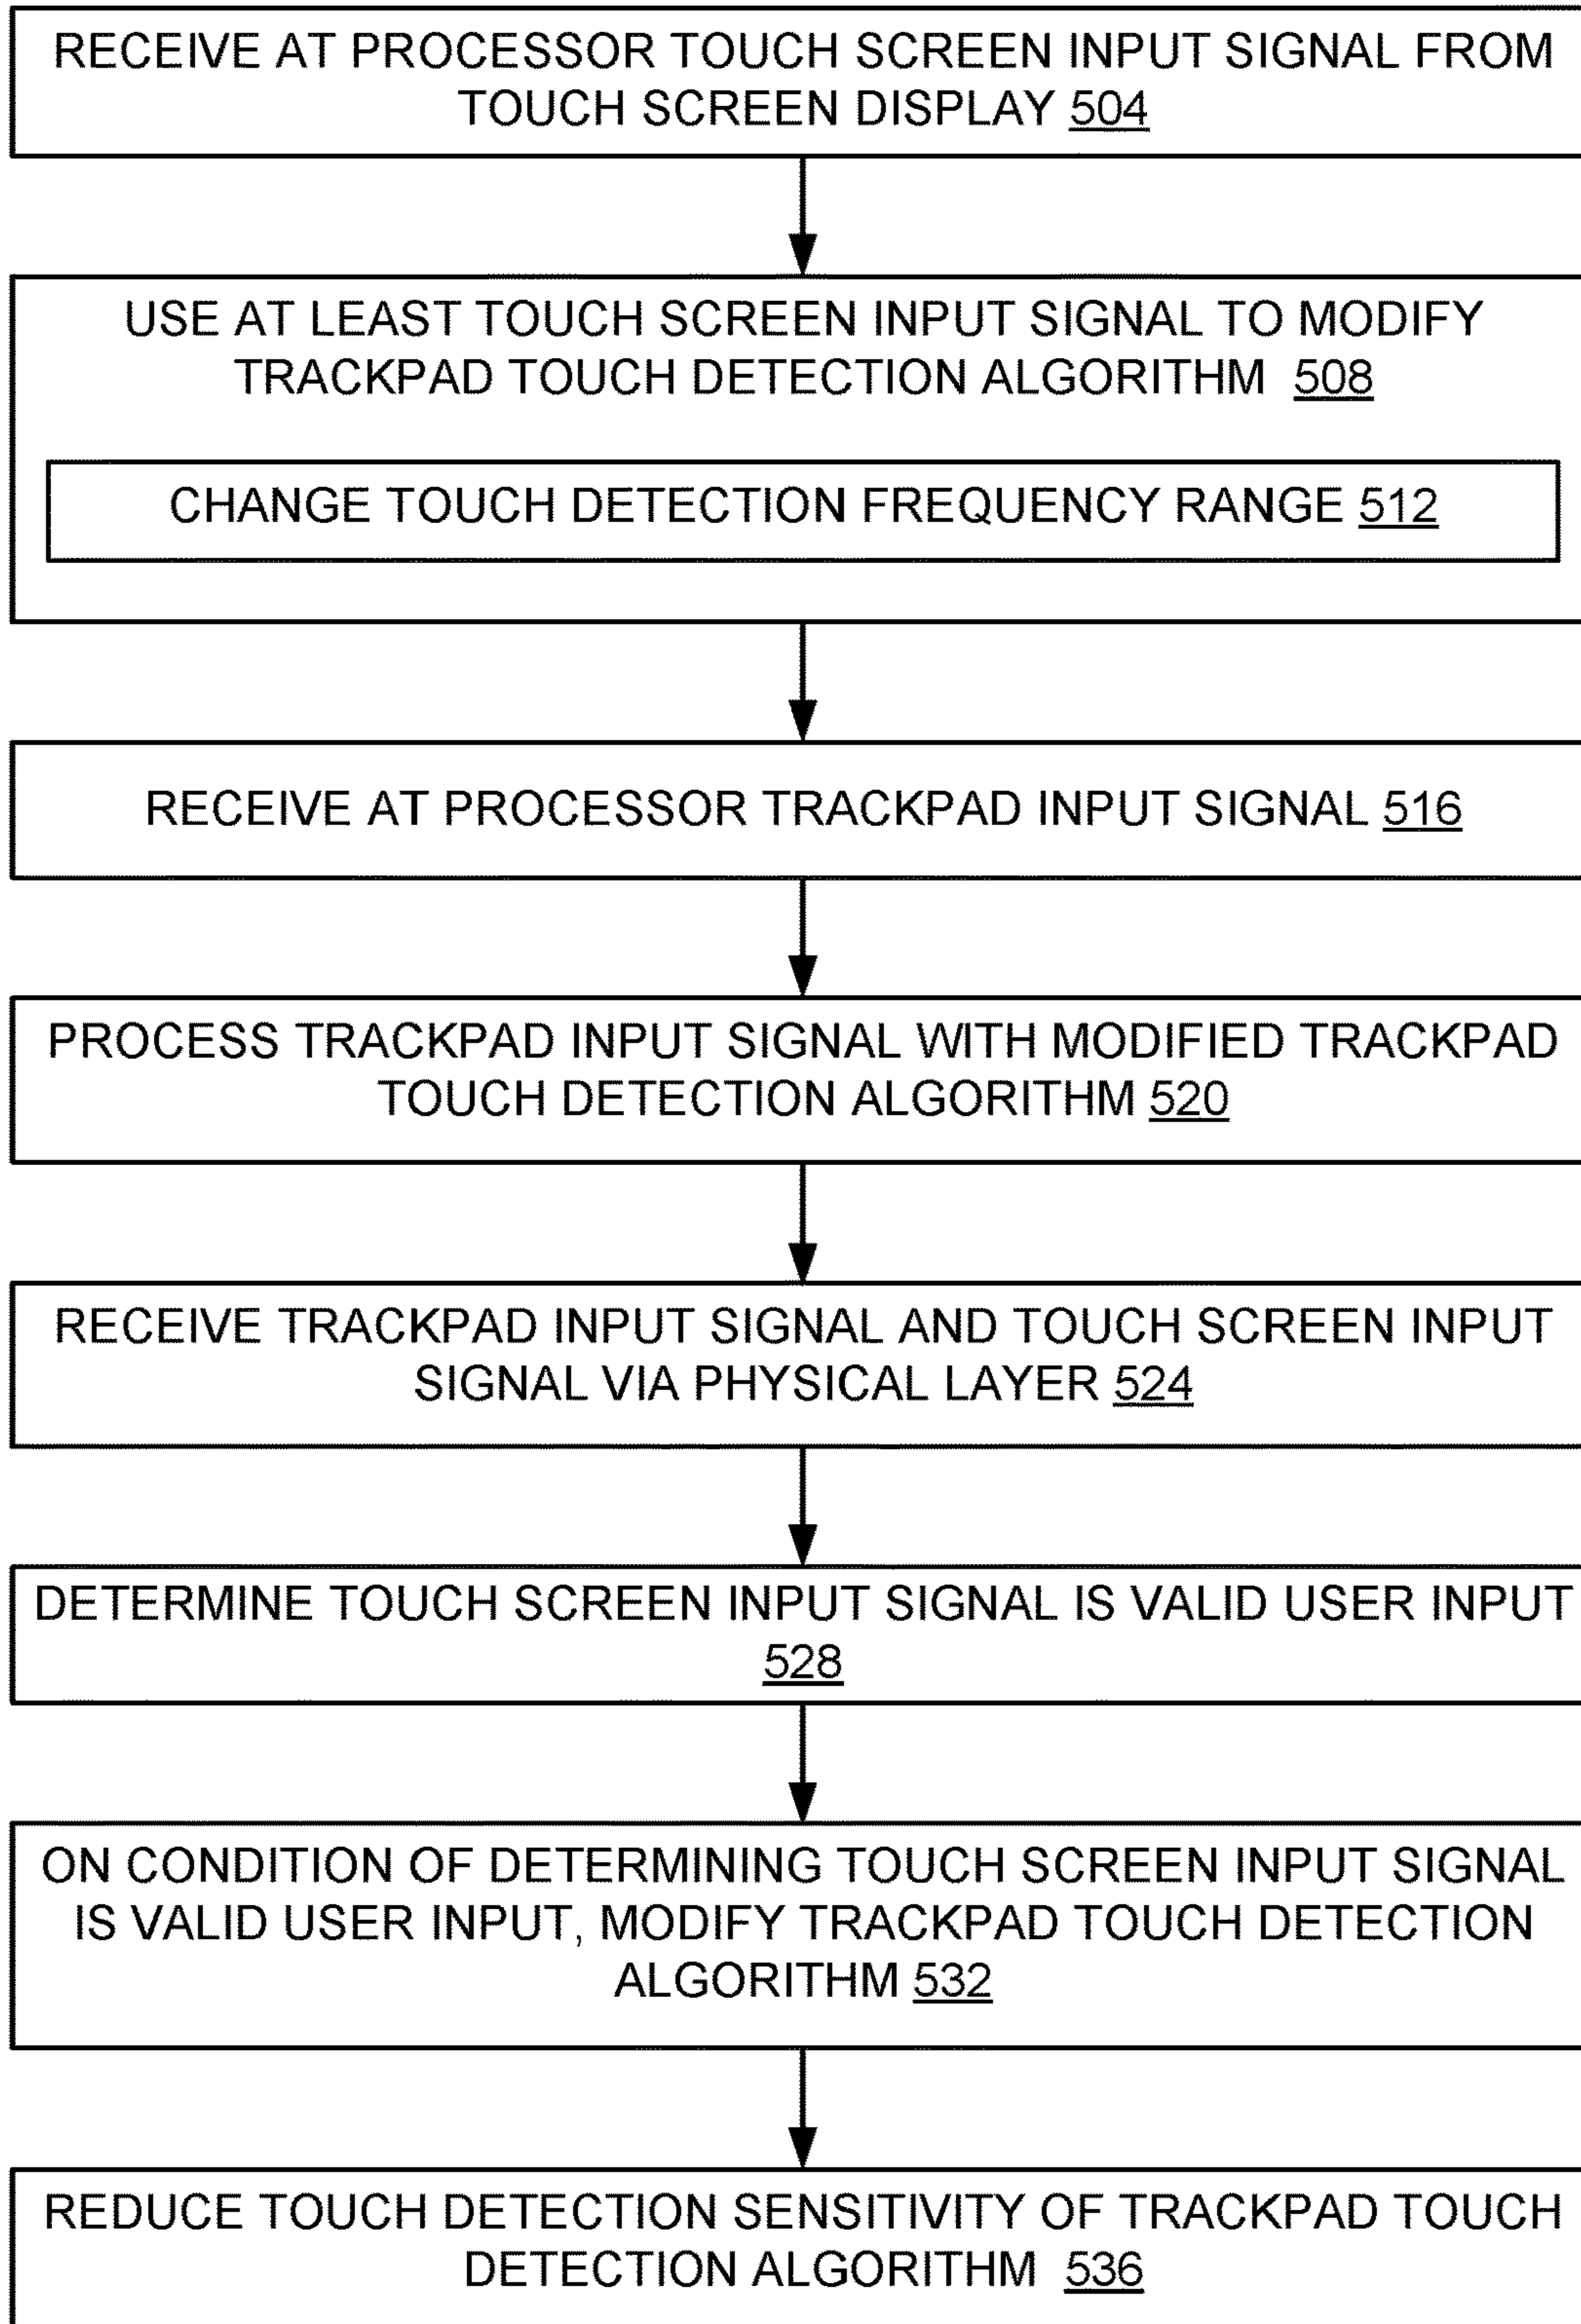 RECEIVE AT PROCESSOR TOUCH SCREEN INPUT SIGNAL FROM
TOUCH SCREEN DISPLAY 504
USE AT LEAST TOUCH SCREEN INPUT SIGNAL TO MODIFY
TRACKPAD TOUCH DETECTION ALGORITHM 508
CHANGE TOUCH DETECTION FREQUENCY RANGE 512
RECEIVE AT PROCESSOR TRACKPAD INPUT SIGNAL 516
PROCESS TRACKPAD INPUT SIGNAL WITH MODIFIED TRACKPAD
TOUCH DETECTION ALGORITHM 520
RECEIVE TRACKPAD INPUT SIGNAL AND TOUCH SCREEN INPUT
SIGNAL VIA PHYSICAL LAYER 524
DETERMINE TOUCH SCREEN INPUT SIGNAL IS VALID USER INPUT
528
ON CONDITION OF DETERMINING TOUCH SCREEN INPUT SIGNAL
IS VALID USER INPUT, MODIFY TRACKPAD TOUCH DETECTION
ALGORITHM 532
REDUCE TOUCH DETECTION SENSITIVITY OF TRACKPAD TOUCH
DETECTION ALGORITHM 536